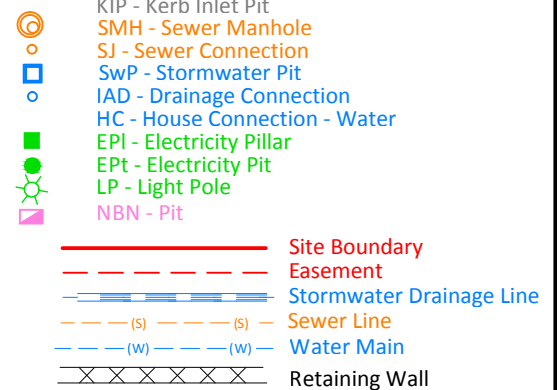 KIP - Kerb Inlet Pit
SMH - Sewer Manhole
SJ - Sewer Connection
SwP - Stormwater Pit
IAD - Drainage Connection
HC - House Connection - Water
EPl - Electricity Pillar
EPt - Electricity Pit
LP - Light Pole
NBN - Pit
Site Boundary
Easement
Stormwater Drainage Line
(S) (S) Sewer Line
(W) (W) Water Main
Retaining Wall